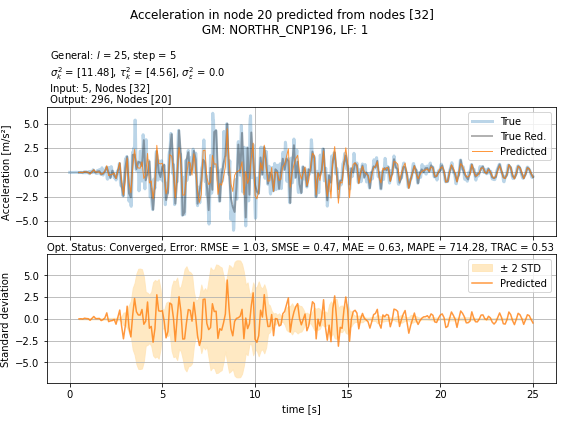 Acceleration in node 20 predicted from nodes [32]
GM: NORTHR_CNP196, LF: 1
General: l = 25, step = 5
σ²ₖ = [11.48], τ²ₖ = [4.56], σ²ε = 0.0
Input: 5, Nodes [32]
Output: 296, Nodes [20]
Acceleration [m/s²]
5.0
2.5
0.0
−2.5
−5.0
True
True Red.
Predicted
Opt. Status: Converged, Error: RMSE = 1.03, SMSE = 0.47, MAE = 0.63, MAPE = 714.28, TRAC = 0.53
Standard deviation
5.0
2.5
0.0
−2.5
−5.0
± 2 STD
Predicted
0 5 10 15 20 25
time [s]